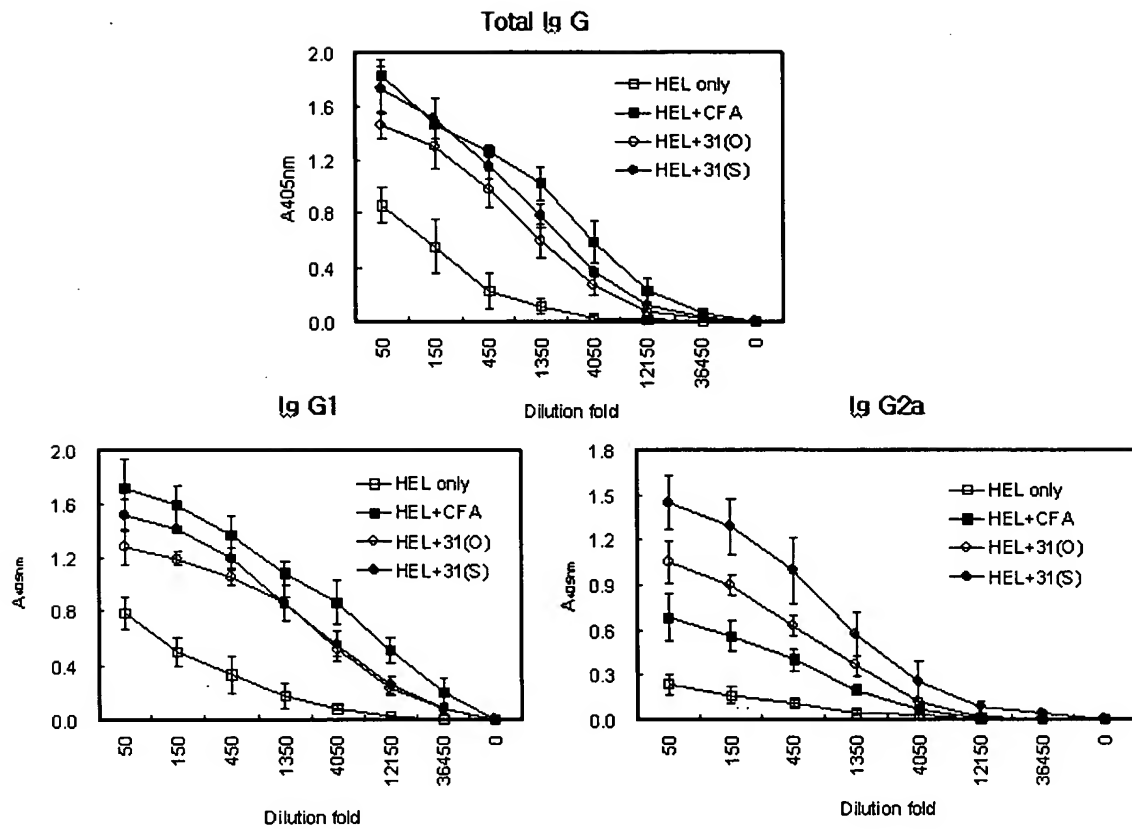 Total Ig G
2.0
1.6
1.2
0.8
0.4
0.0
A405nm
HEL only
HEL+CFA
HEL+31(O)
HEL+31(S)
50
150
450
1350
4050
12150
36450
0
Dilution fold
Ig G1
2.0
1.6
1.2
0.8
0.4
0.0
A405nm
HEL only
HEL+CFA
HEL+31(O)
HEL+31(S)
50
150
450
1350
4050
12150
36450
0
Dilution fold
Ig G2a
1.8
1.5
1.2
0.9
0.6
0.3
0.0
A405nm
HEL only
HEL+CFA
HEL+31(O)
HEL+31(S)
50
150
450
1350
4050
12150
36450
0
Dilution fold